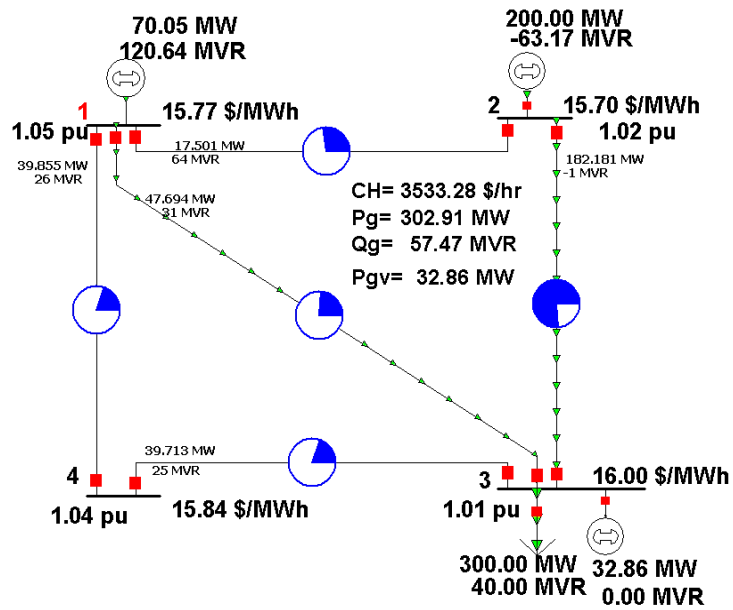 70.05 MW
120.64 MVR
200.00 MW
-63.17 MVR
1
15.77 $/MWh
2
15.70 $/MWh
1.05 pu
1.02 pu
17.501 MW
64 MVR
39.855 MW
26 MVR
182.181 MW
-1 MVR
47.694 MW
31 MVR
CH= 3533.28 $/hr
Pg= 302.91 MW
Qg= 57.47 MVR
Pgv= 32.86 MW
39.713 MW
25 MVR
4
3
16.00 $/MWh
1.04 pu
15.84 $/MWh
1.01 pu
300.00 MW
40.00 MVR
32.86 MW
0.00 MVR